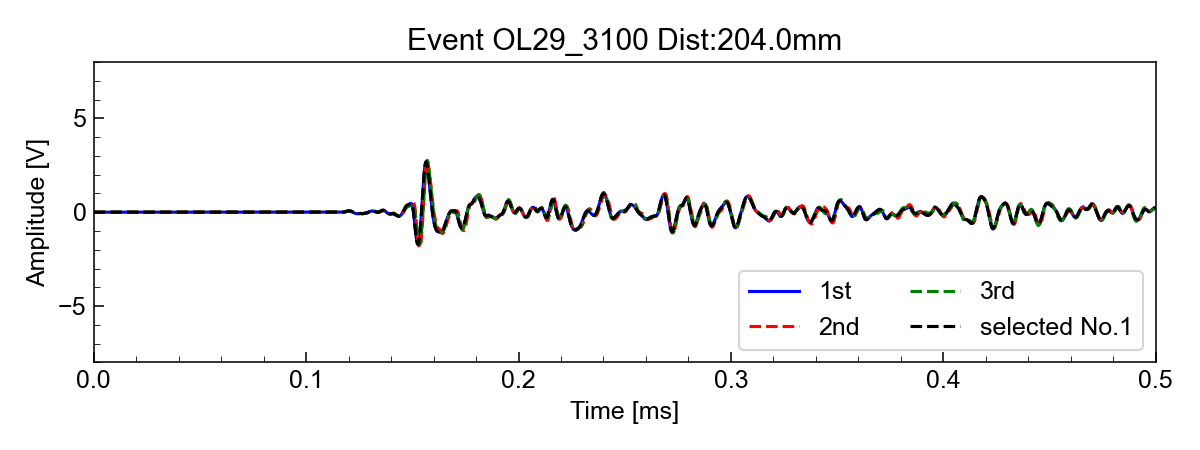 Event OL29_3100 Dist:204.0mm
Amplitude [V]
5
0
−5
1st
2nd
3rd
selected No.1
0.0 0.1 0.2 0.3 0.4 0.5
Time [ms]